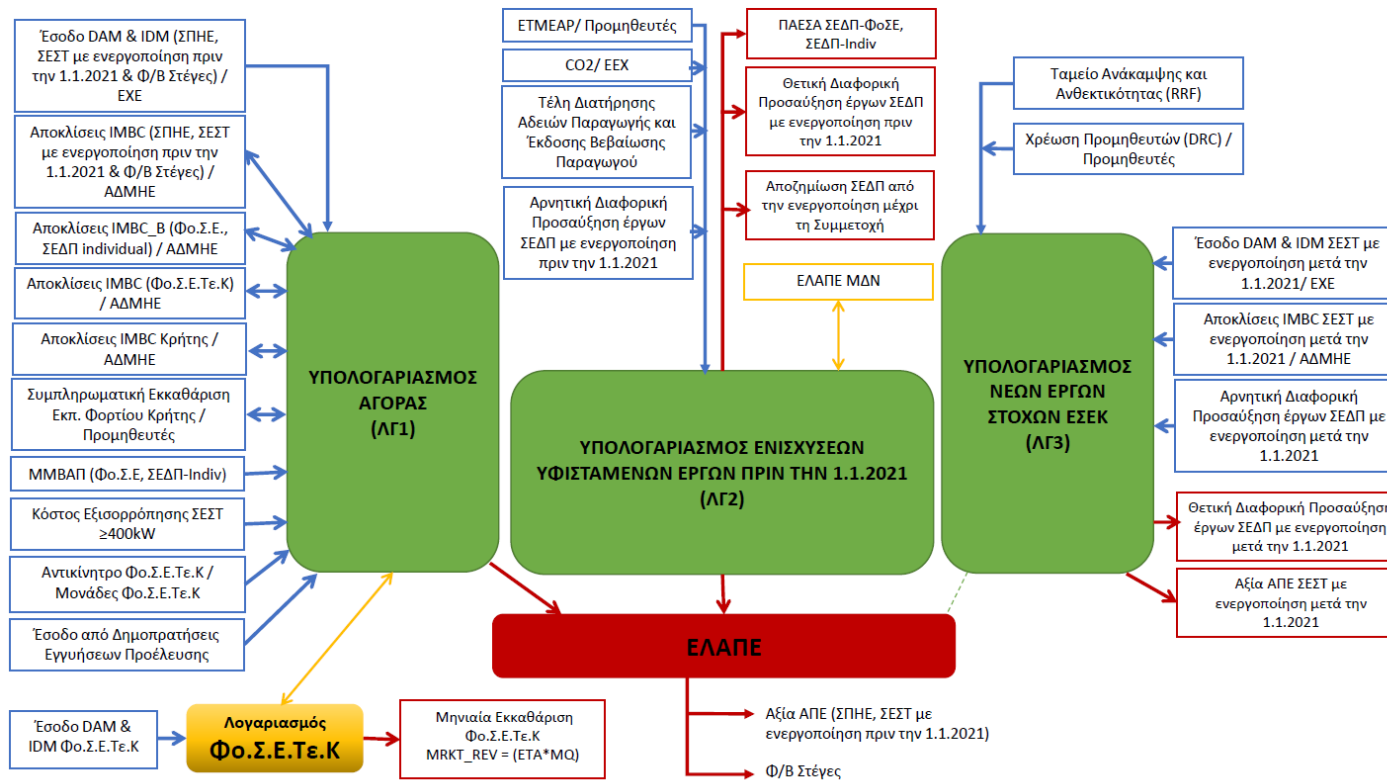 Έσοδο DAM & IDM (ΣΠΗΕ,
ΣΕΣΤ με ενεργοποίηση πριν
την 1.1.2021 & Φ/Β Στέγες) /
ΕΧΕ
Αποκλίσεις IMBC (ΣΠΗΕ, ΣΕΣΤ
με ενεργοποίηση πριν την
1.1.2021 & Φ/Β Στέγες) /
ΑΔΜΗΕ
Αποκλίσεις IMBC_B (Φο.Σ.Ε.,
ΣΕΔΠ individual) / ΑΔΜΗΕ
Αποκλίσεις IMBC (Φο.Σ.Ε.Τε.Κ)
/ ΑΔΜΗΕ
Αποκλίσεις IMBC Κρήτης /
ΑΔΜΗΕ
Συμπληρωματική Εκκαθάριση
Εκπ. Φορτίου Κρήτης /
Προμηθευτές
ΜΜΒΑΠ (Φο.Σ.Ε, ΣΕΔΠ-Indiv)
Κόστος Εξισορρόπησης ΣΕΣΤ
≥400kW
Αντικίνητρο Φο.Σ.Ε.Τε.Κ /
Μονάδες Φο.Σ.Ε.Τε.Κ
Έσοδο από Δημοπρατήσεις
Εγγυήσεων Προέλευσης
ΥΠΟΛΟΓΑΡΙΑΣΜΟΣ
ΑΓΟΡΑΣ
(ΛΓ1)
ΕΤΜΕΑΡ/ Προμηθευτές
CO2/ EEX
Τέλη Διατήρησης
Αδειών Παραγωγής και
Έκδοσης Βεβαίωσης
Παραγωγού
Αρνητική Διαφορική
Προσαύξηση έργων
ΣΕΔΠ με ενεργοποίηση
πριν την 1.1.2021
ΠΑΕΣΑ ΣΕΔΠ-ΦοΣΕ,
ΣΕΔΠ-Indiv
Θετική Διαφορική
Προσαύξηση έργων ΣΕΔΠ
με ενεργοποίηση πριν
την 1.1.2021
Αποζημίωση ΣΕΔΠ από
την ενεργοποίηση μέχρι
τη Συμμετοχή
ΕΛΑΠΕ ΜΔΝ
ΥΠΟΛΟΓΑΡΙΑΣΜΟΣ ΕΝΙΣΧΥΣΕΩΝ
ΥΦΙΣΤΑΜΕΝΩΝ ΕΡΓΩΝ ΠΡΙΝ ΤΗΝ 1.1.2021
(ΛΓ2)
Ταμείο Ανάκαμψης και
Ανθεκτικότητας (RRF)
Χρέωση Προμηθευτών (DRC) /
Προμηθευτές
ΥΠΟΛΟΓΑΡΙΑΣΜΟΣ
ΝΕΩΝ ΕΡΓΩΝ
ΣΤΟΧΩΝ ΕΣΕΚ
(ΛΓ3)
Έσοδο DAM & IDM ΣΕΣΤ με
ενεργοποίηση μετά την
1.1.2021/ ΕΧΕ
Αποκλίσεις IMBC ΣΕΣΤ με
ενεργοποίηση μετά την
1.1.2021 / ΑΔΜΗΕ
Αρνητική Διαφορική
Προσαύξηση έργων ΣΕΔΠ με
ενεργοποίηση μετά την
1.1.2021
Θετική Διαφορική Προσαύξηση
έργων ΣΕΔΠ με ενεργοποίηση
μετά την 1.1.2021
Αξία ΑΠΕ ΣΕΣΤ με
ενεργοποίηση μετά την
1.1.2021
ΕΛΑΠΕ
Αξία ΑΠΕ (ΣΠΗΕ, ΣΕΣΤ με
ενεργοποίηση πριν την 1.1.2021)
Φ/Β Στέγες
Έσοδο DAM &
IDM Φο.Σ.Ε.Τε.Κ
Λογαριασμός
Φο.Σ.Ε.Τε.Κ
Μηνιαία Εκκαθάριση
Φο.Σ.Ε.Τε.Κ
MRKT_REV = (ETA*MQ)